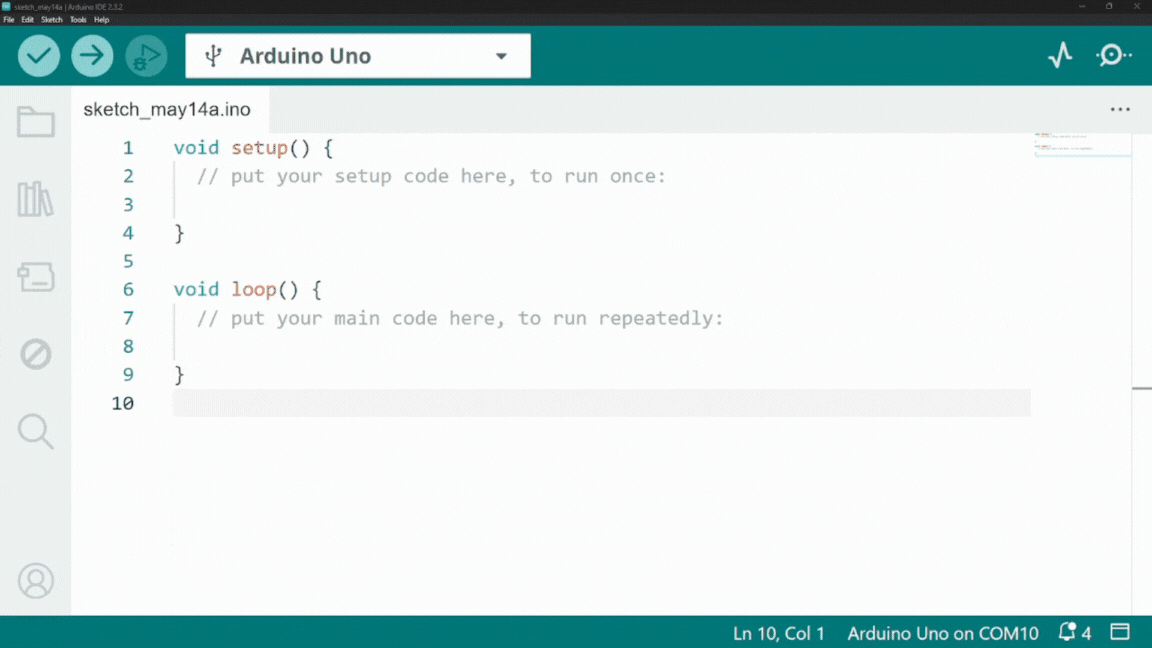 sketch_may14a | Arduino IDE 2.3.2
File Edit Sketch Tools Help
Arduino Uno
sketch_may14a.ino
1 void setup() {
2 // put your setup code here, to run once:
3
4 }
5
6 void loop() {
7 // put your main code here, to run repeatedly:
8
9 }
10
Ln 10, Col 1 Arduino Uno on COM10 4